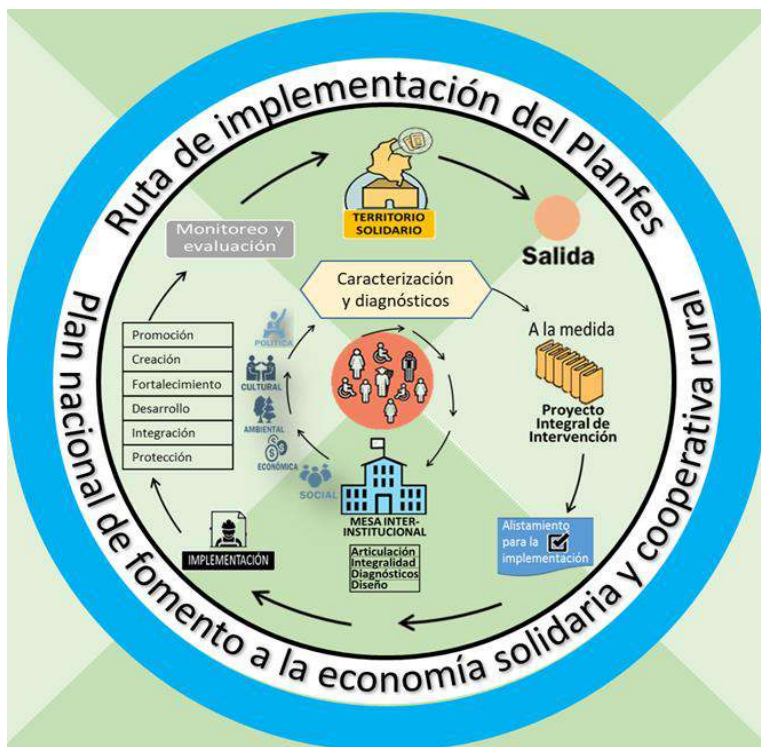 Ruta de implementación del Planfes
Plan nacional de fomento a la economía solidaria y cooperativa rural
TERRITORIO
SOLIDARIO
Salida
Monitoreo y
evaluación
Caracterización
y diagnósticos
A la medida
Proyecto
Integral de
Intervención
Promoción
Creación
Fortalecimiento
Desarrollo
Integración
Protección
POLÍTICA
CULTURAL
AMBIENTAL
ECONÓMICA
SOCIAL
MESA INTER-
INSTITUCIONAL
Articulación
Integralidad
Diagnósticos
Diseño
Alistamiento
para la
implementación
IMPLEMENTACIÓN